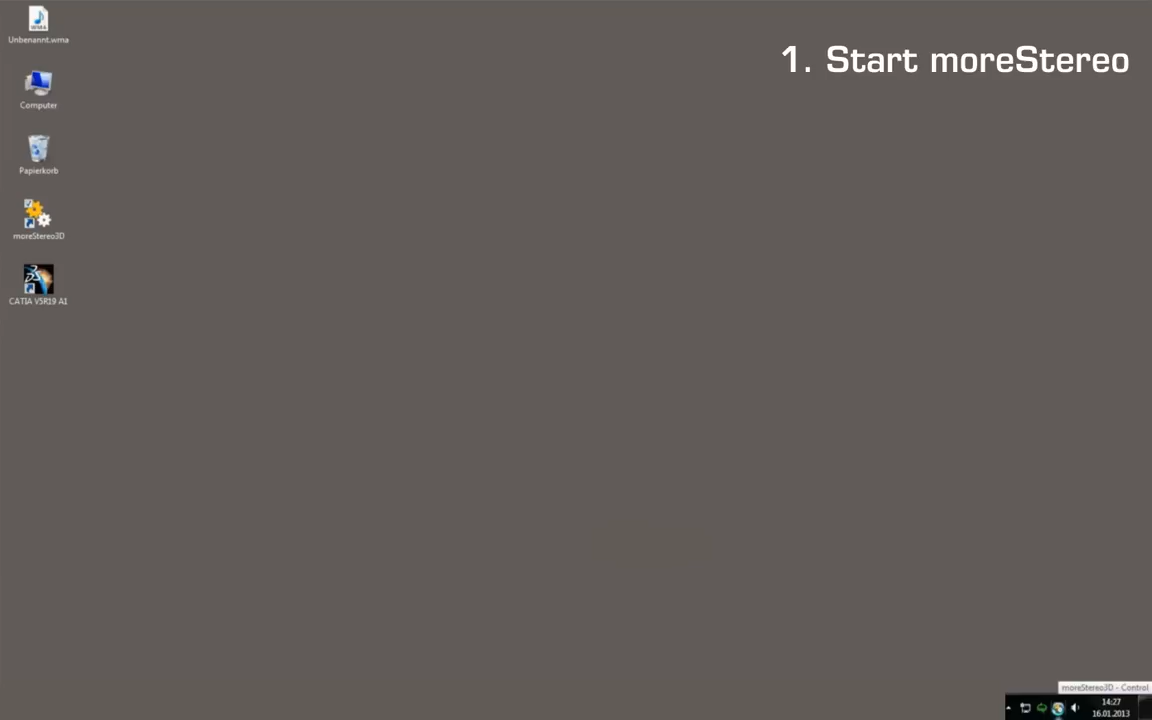 Unbenannt.wma
1. Start moreStereo
Computer
Papierkorb
moreStereo3D
CATIA V5R19 A1
moreStereo3D - Control
14:27
16.01.2013